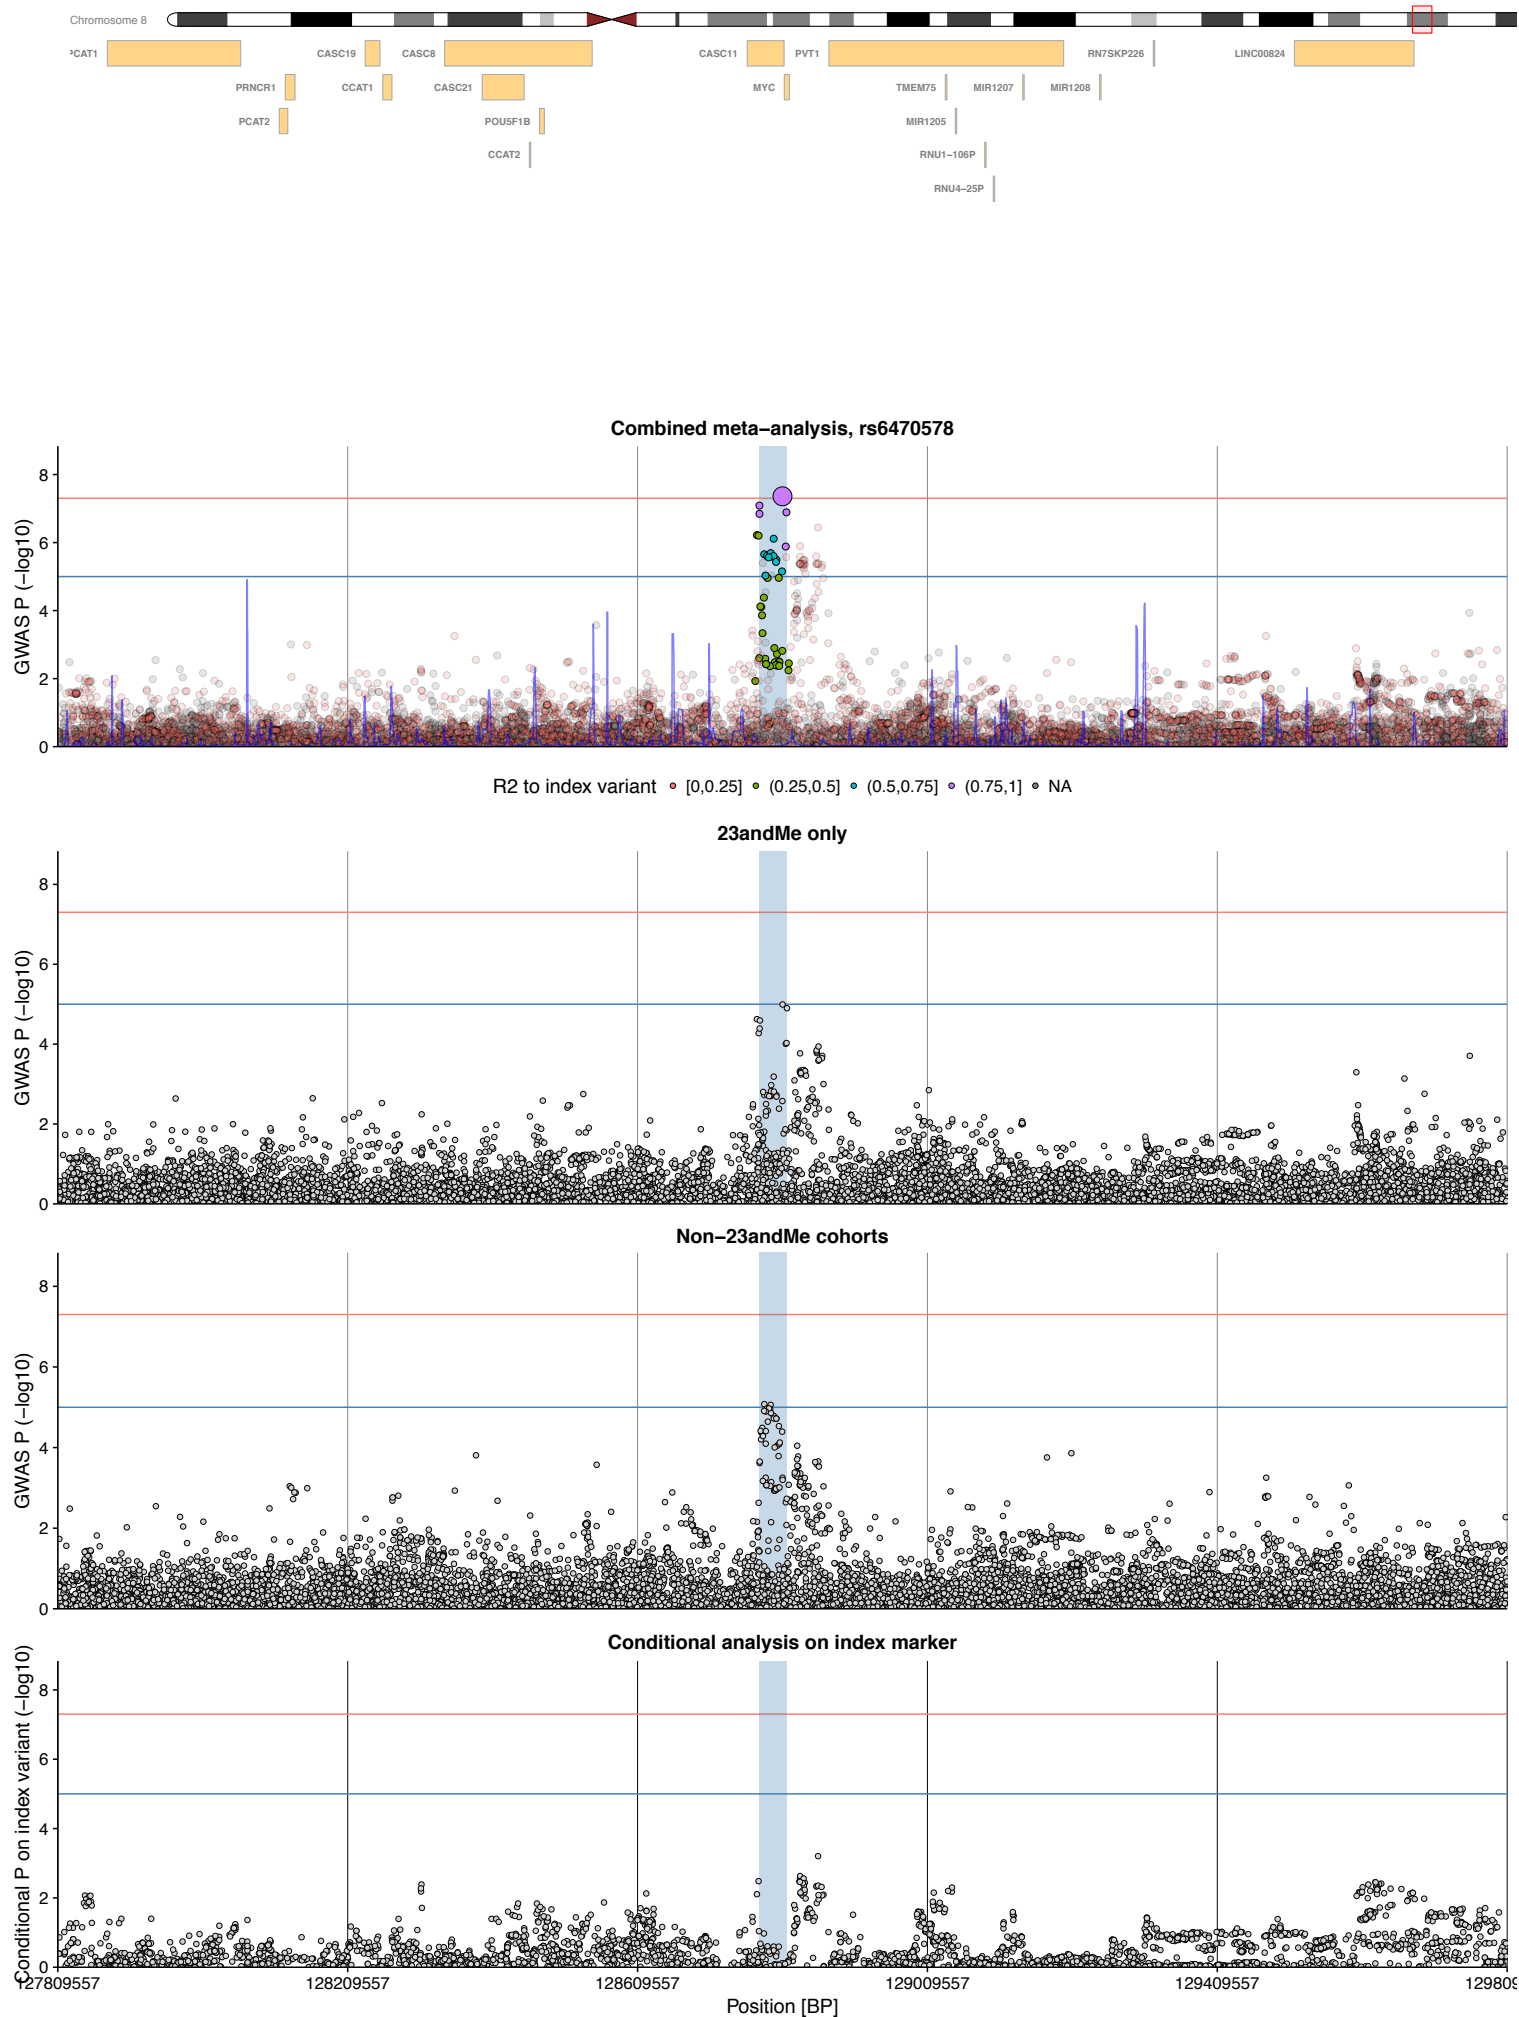 Chromosome 8
PCAT1 CASC19 CASC8 CASC11 PVT1 RN7SKP226 LINC00824
PRNCR1 CCAT1 CASC21 MYC TMEM75 MIR1207 MIR1208
PCAT2 POU5F1B MIR1205
CCAT2 RNU1−106P
RNU4−25P
Combined meta−analysis, rs6470578
GWAS P (−log10)
8
6
4
2
0
R2 to index variant [0,0.25] (0.25,0.5] (0.5,0.75] (0.75,1] NA
23andMe only
GWAS P (−log10)
8
6
4
2
0
Non−23andMe cohorts
GWAS P (−log10)
8
6
4
2
0
Conditional analysis on index marker
Conditional P on index variant (−log10)
8
6
4
2
0
127809557 128209557 128609557 129009557 129409557 129809
Position [BP]